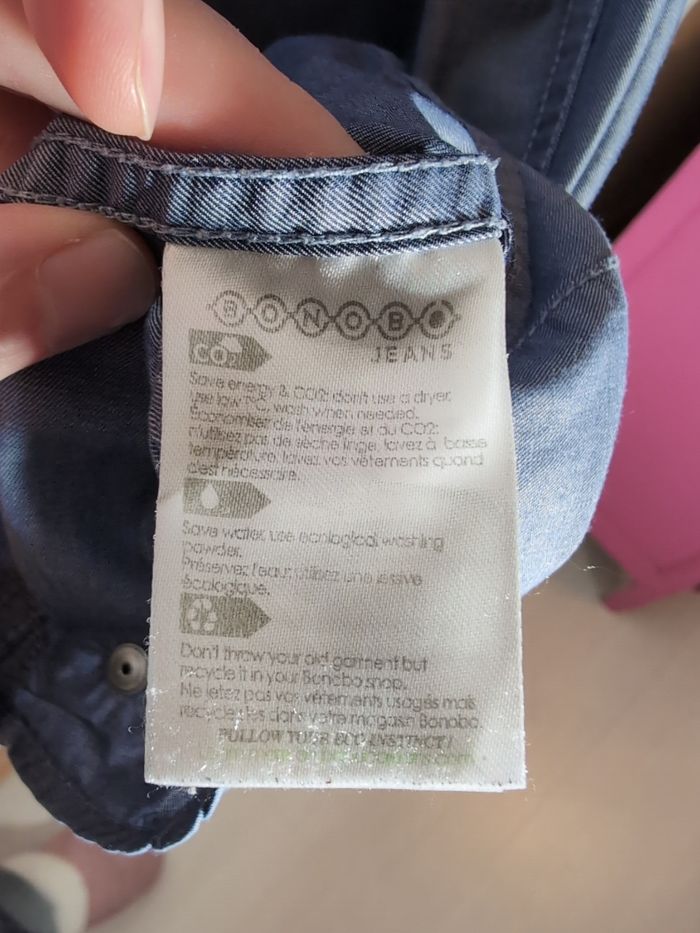 BONOBO
JEANS
CO2
Save energy & CO2: don't use a dryer,
use low T°C, wash when needed.
Économiser de l'énergie et du CO2:
n'utilisez pas de sèche linge, lavez à basse
température, lavez vos vêtements quand
c'est nécessaire.
Save water, use ecological washing
powder.
Préservez l'eau: utilisez une lessive
écologique.
Don't throw your old garment but
recycle it in your Bonobo shop.
Ne jetez pas vos vêtements usagés mais
recyclez les dans votre magasin Bonobo.
FOLLOW YOUR ECO INSTINCT!